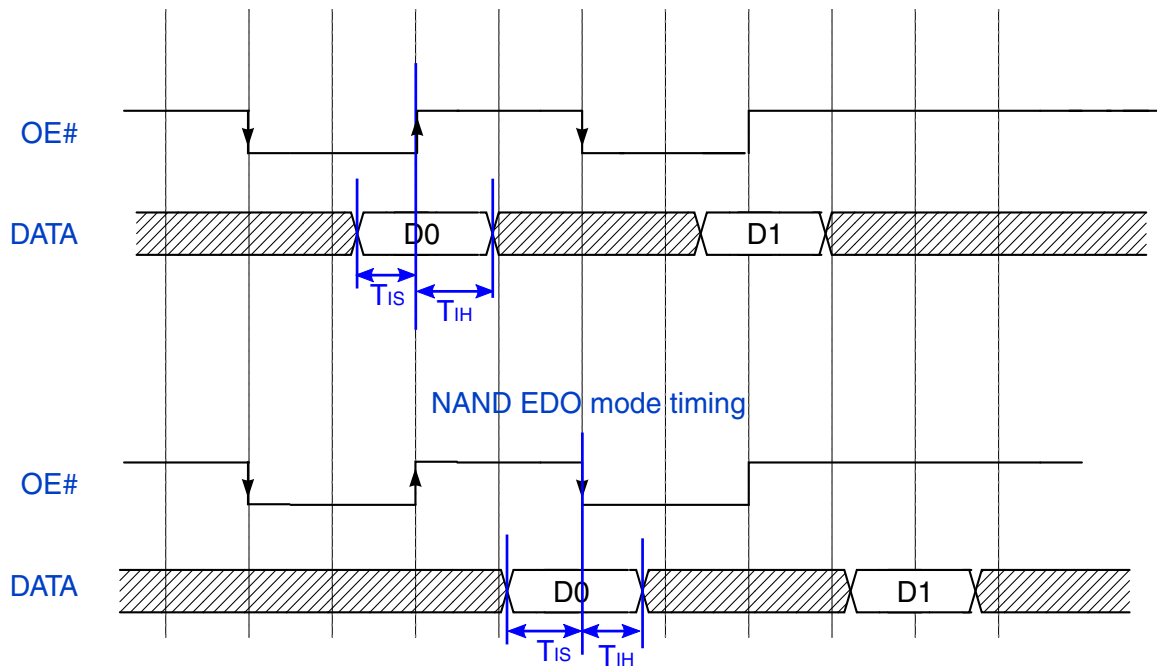 OE#
DATA
D0
D1
TIS
TIH
NAND EDO mode timing
OE#
DATA
D0
D1
TIS
TIH